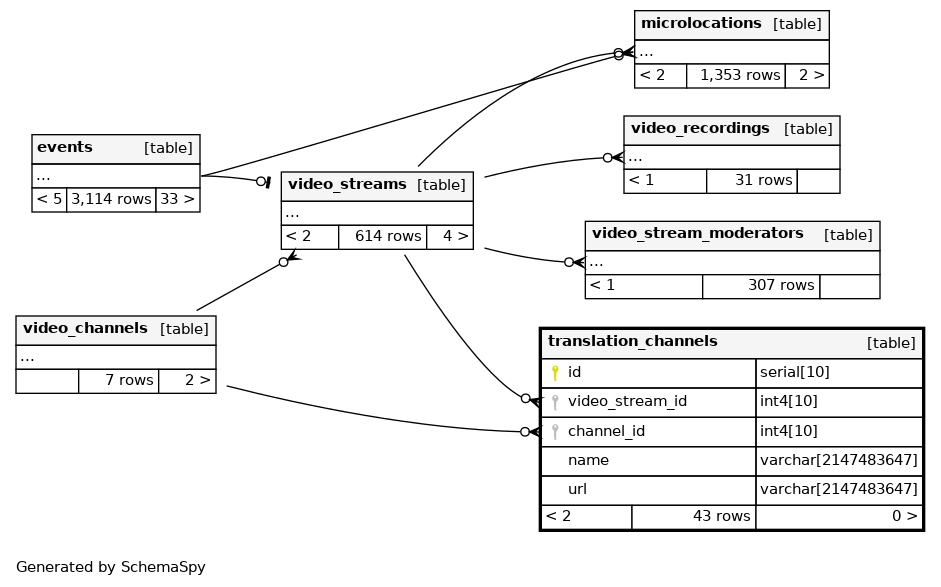 microlocations [table]
...
< 2 1,353 rows 2 >
video_recordings [table]
...
< 1 31 rows
events [table]
...
< 5 3,114 rows 33 >
video_streams [table]
...
< 2 614 rows 4 >
video_stream_moderators [table]
...
< 1 307 rows
video_channels [table]
...
7 rows 2 >
translation_channels [table]
id serial[10]
video_stream_id int4[10]
channel_id int4[10]
name varchar[2147483647]
url varchar[2147483647]
< 2 43 rows 0 >
Generated by SchemaSpy